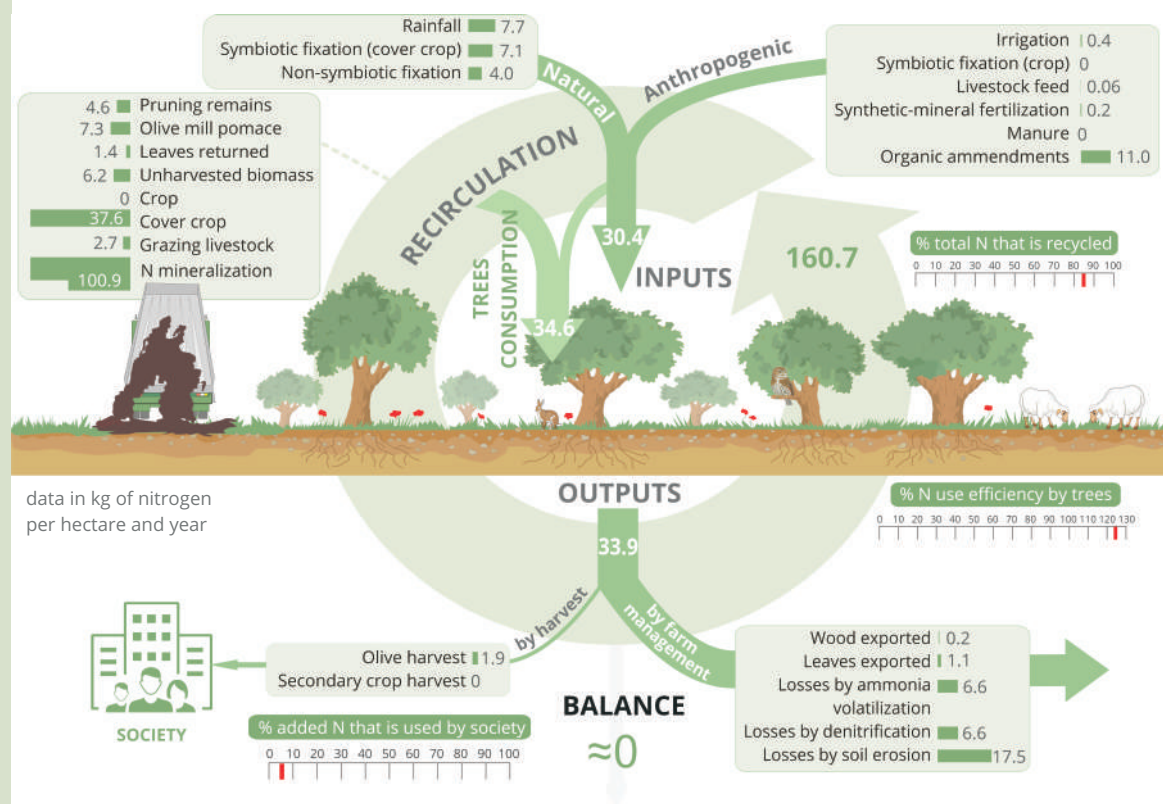 Rainfall 7.7
Symbiotic fixation (cover crop) 7.1
Non-symbiotic fixation 4.0
Natural
Anthropogenic
Irrigation 0.4
Symbiotic fixation (crop) 0
Livestock feed 0.06
Synthetic-mineral fertilization 0.2
Manure 0
Organic ammendments 11.0
4.6 Pruning remains
7.3 Olive mill pomace
1.4 Leaves returned
6.2 Unharvested biomass
0 Crop
37.6 Cover crop
2.7 Grazing livestock
100.9 N mineralization
RECIRCULATION
TREES
CONSUMPTION
34.6
30.4
INPUTS
160.7
% total N that is recycled
0 10 20 30 40 50 60 70 80 90 100
data in kg of nitrogen
per hectare and year
OUTPUTS
33.9
% N use efficiency by trees
0 10 20 30 40 50 60 70 80 90 100 110 120 130
by harvest
by farm
management
SOCIETY
Olive harvest 1.9
Secondary crop harvest 0
% added N that is used by society
0 10 20 30 40 50 60 70 80 90 100
BALANCE
≈0
Wood exported 0.2
Leaves exported 1.1
Losses by ammonia 6.6
volatilization
Losses by denitrification 6.6
Losses by soil erosion 17.5